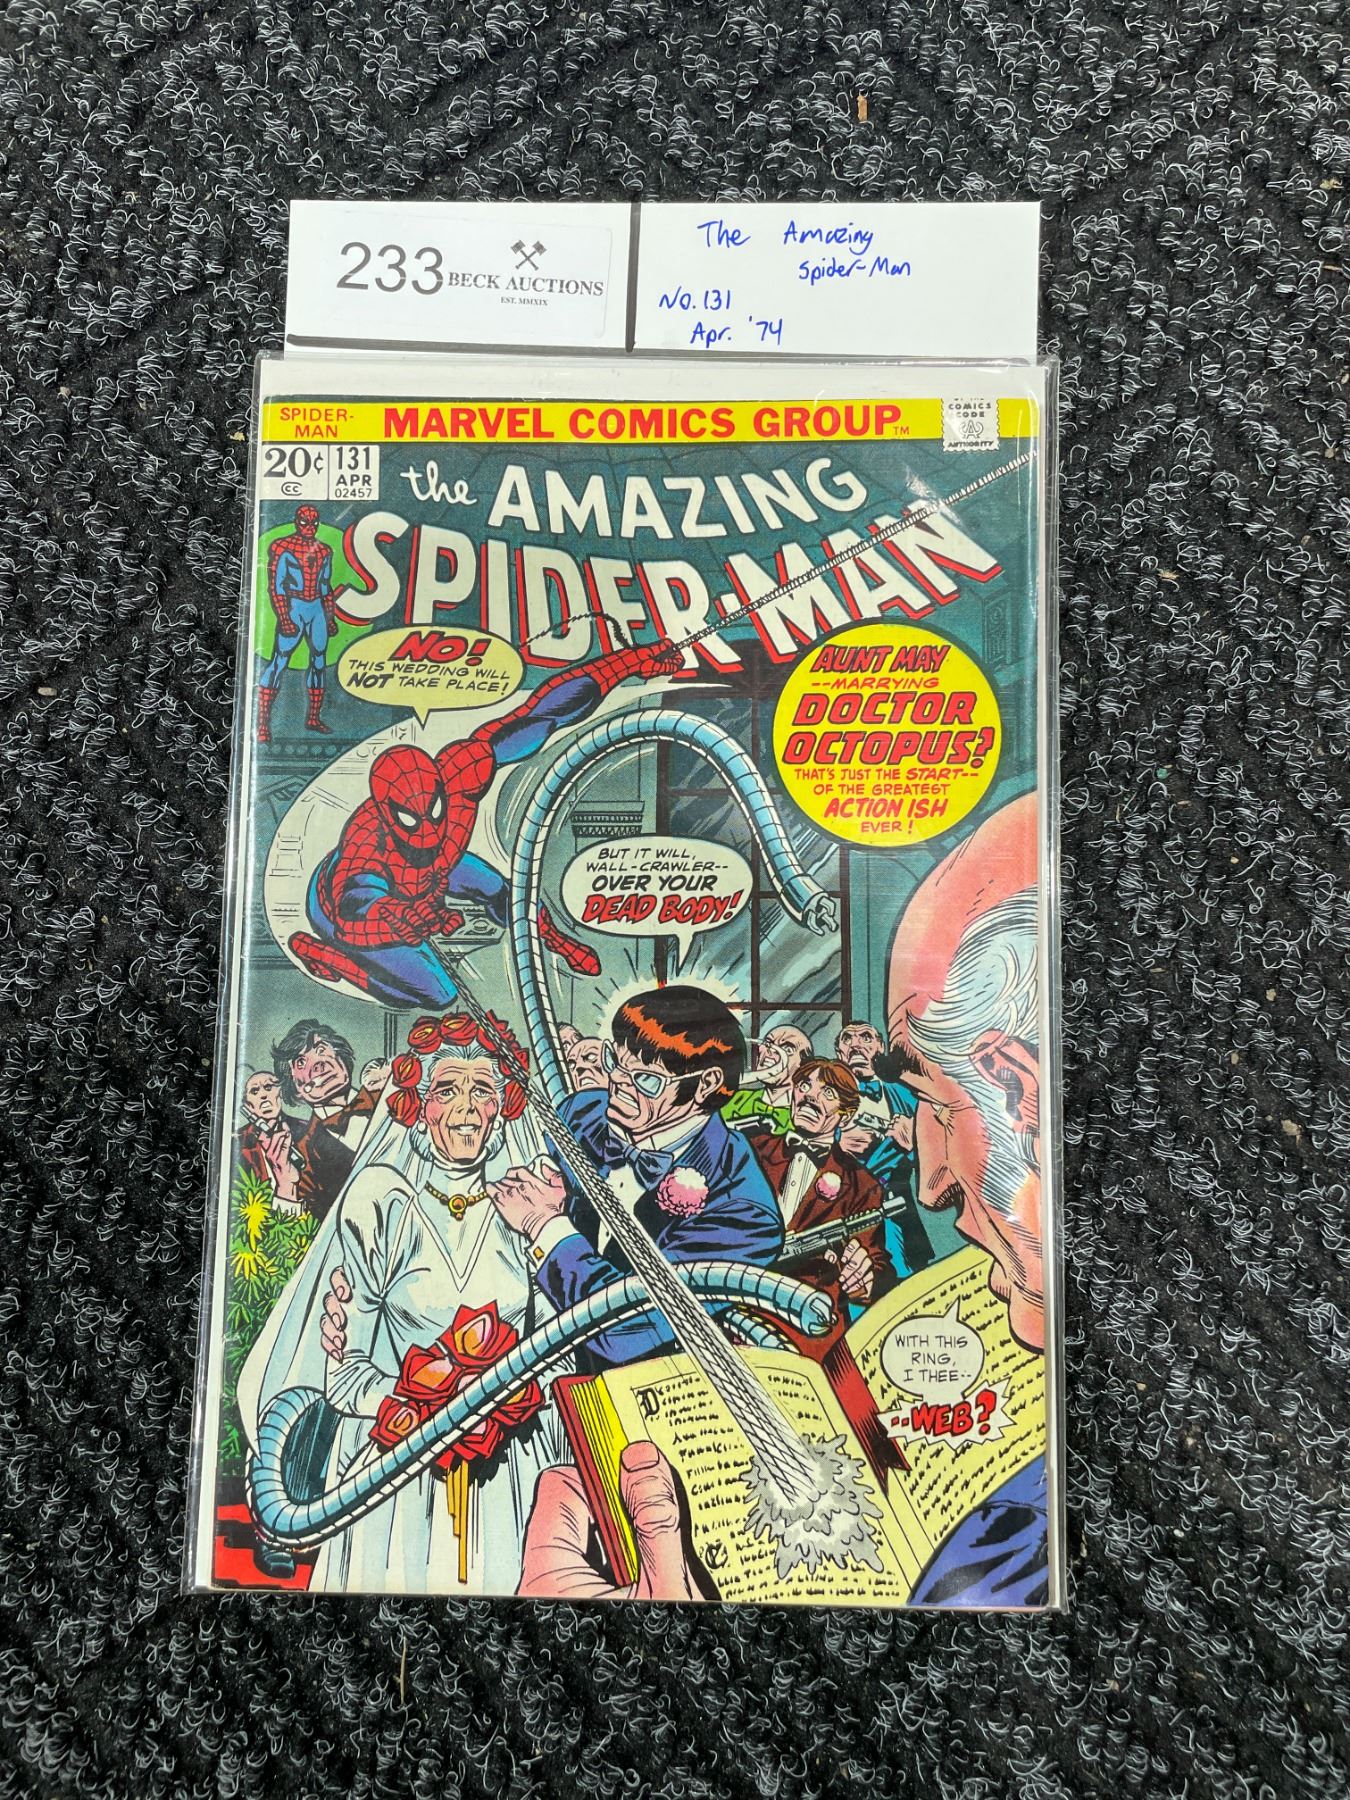 233
BECK AUCTIONS
EST. MMXIX
The Amazing
Spider-Man
No. 131
Apr. '74
SPIDER-
MAN
MARVEL COMICS GROUP™
COMICS
CODE
AUTHORITY
20¢
CC
131
APR
02457
the AMAZING
SPIDER-MAN
NO!
THIS WEDDING WILL
NOT TAKE PLACE!
AUNT MAY
--MARRYING
DOCTOR
OCTOPUS?
THAT'S JUST THE START--
OF THE GREATEST
ACTION ISH
EVER!
BUT IT WILL,
WALL-CRAWLER--
OVER YOUR
DEAD BODY!
WITH THIS
RING,
I THEE--
--WEB?